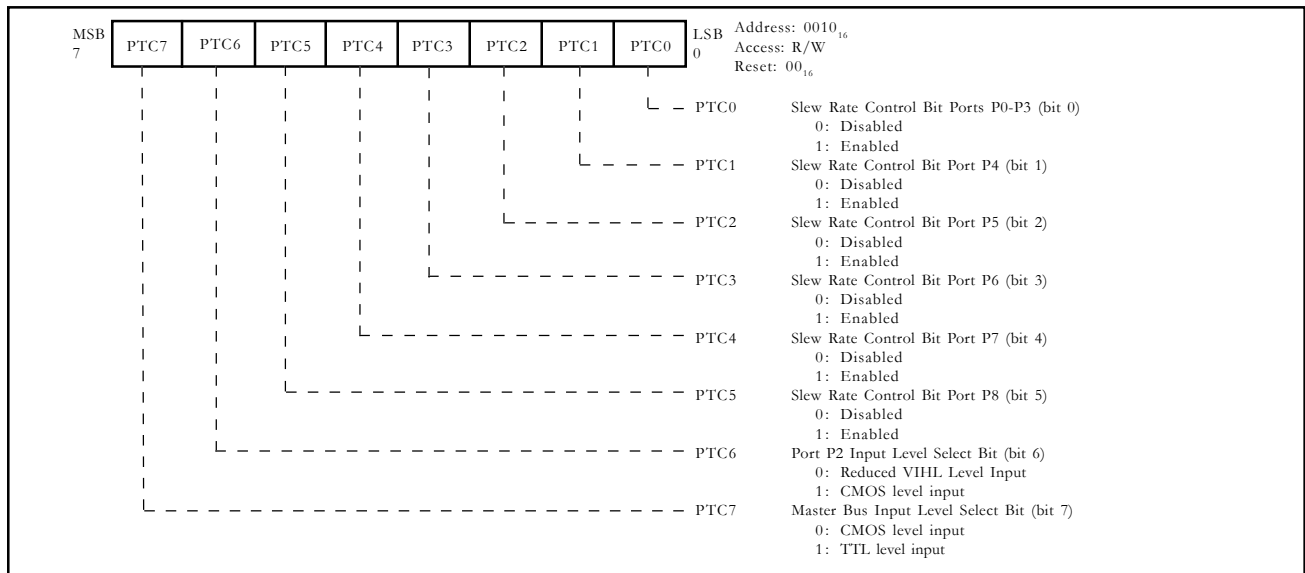 MSB 7 PTC7 PTC6 PTC5 PTC4 PTC3 PTC2 PTC1 PTC0 LSB 0
Address: 0010₁₆
Access: R/W
Reset: 00₁₆
PTC0 Slew Rate Control Bit Ports P0-P3 (bit 0)
0: Disabled
1: Enabled
PTC1 Slew Rate Control Bit Port P4 (bit 1)
0: Disabled
1: Enabled
PTC2 Slew Rate Control Bit Port P5 (bit 2)
0: Disabled
1: Enabled
PTC3 Slew Rate Control Bit Port P6 (bit 3)
0: Disabled
1: Enabled
PTC4 Slew Rate Control Bit Port P7 (bit 4)
0: Disabled
1: Enabled
PTC5 Slew Rate Control Bit Port P8 (bit 5)
0: Disabled
1: Enabled
PTC6 Port P2 Input Level Select Bit (bit 6)
0: Reduced VIHL Level Input
1: CMOS level input
PTC7 Master Bus Input Level Select Bit (bit 7)
0: CMOS level input
1: TTL level input